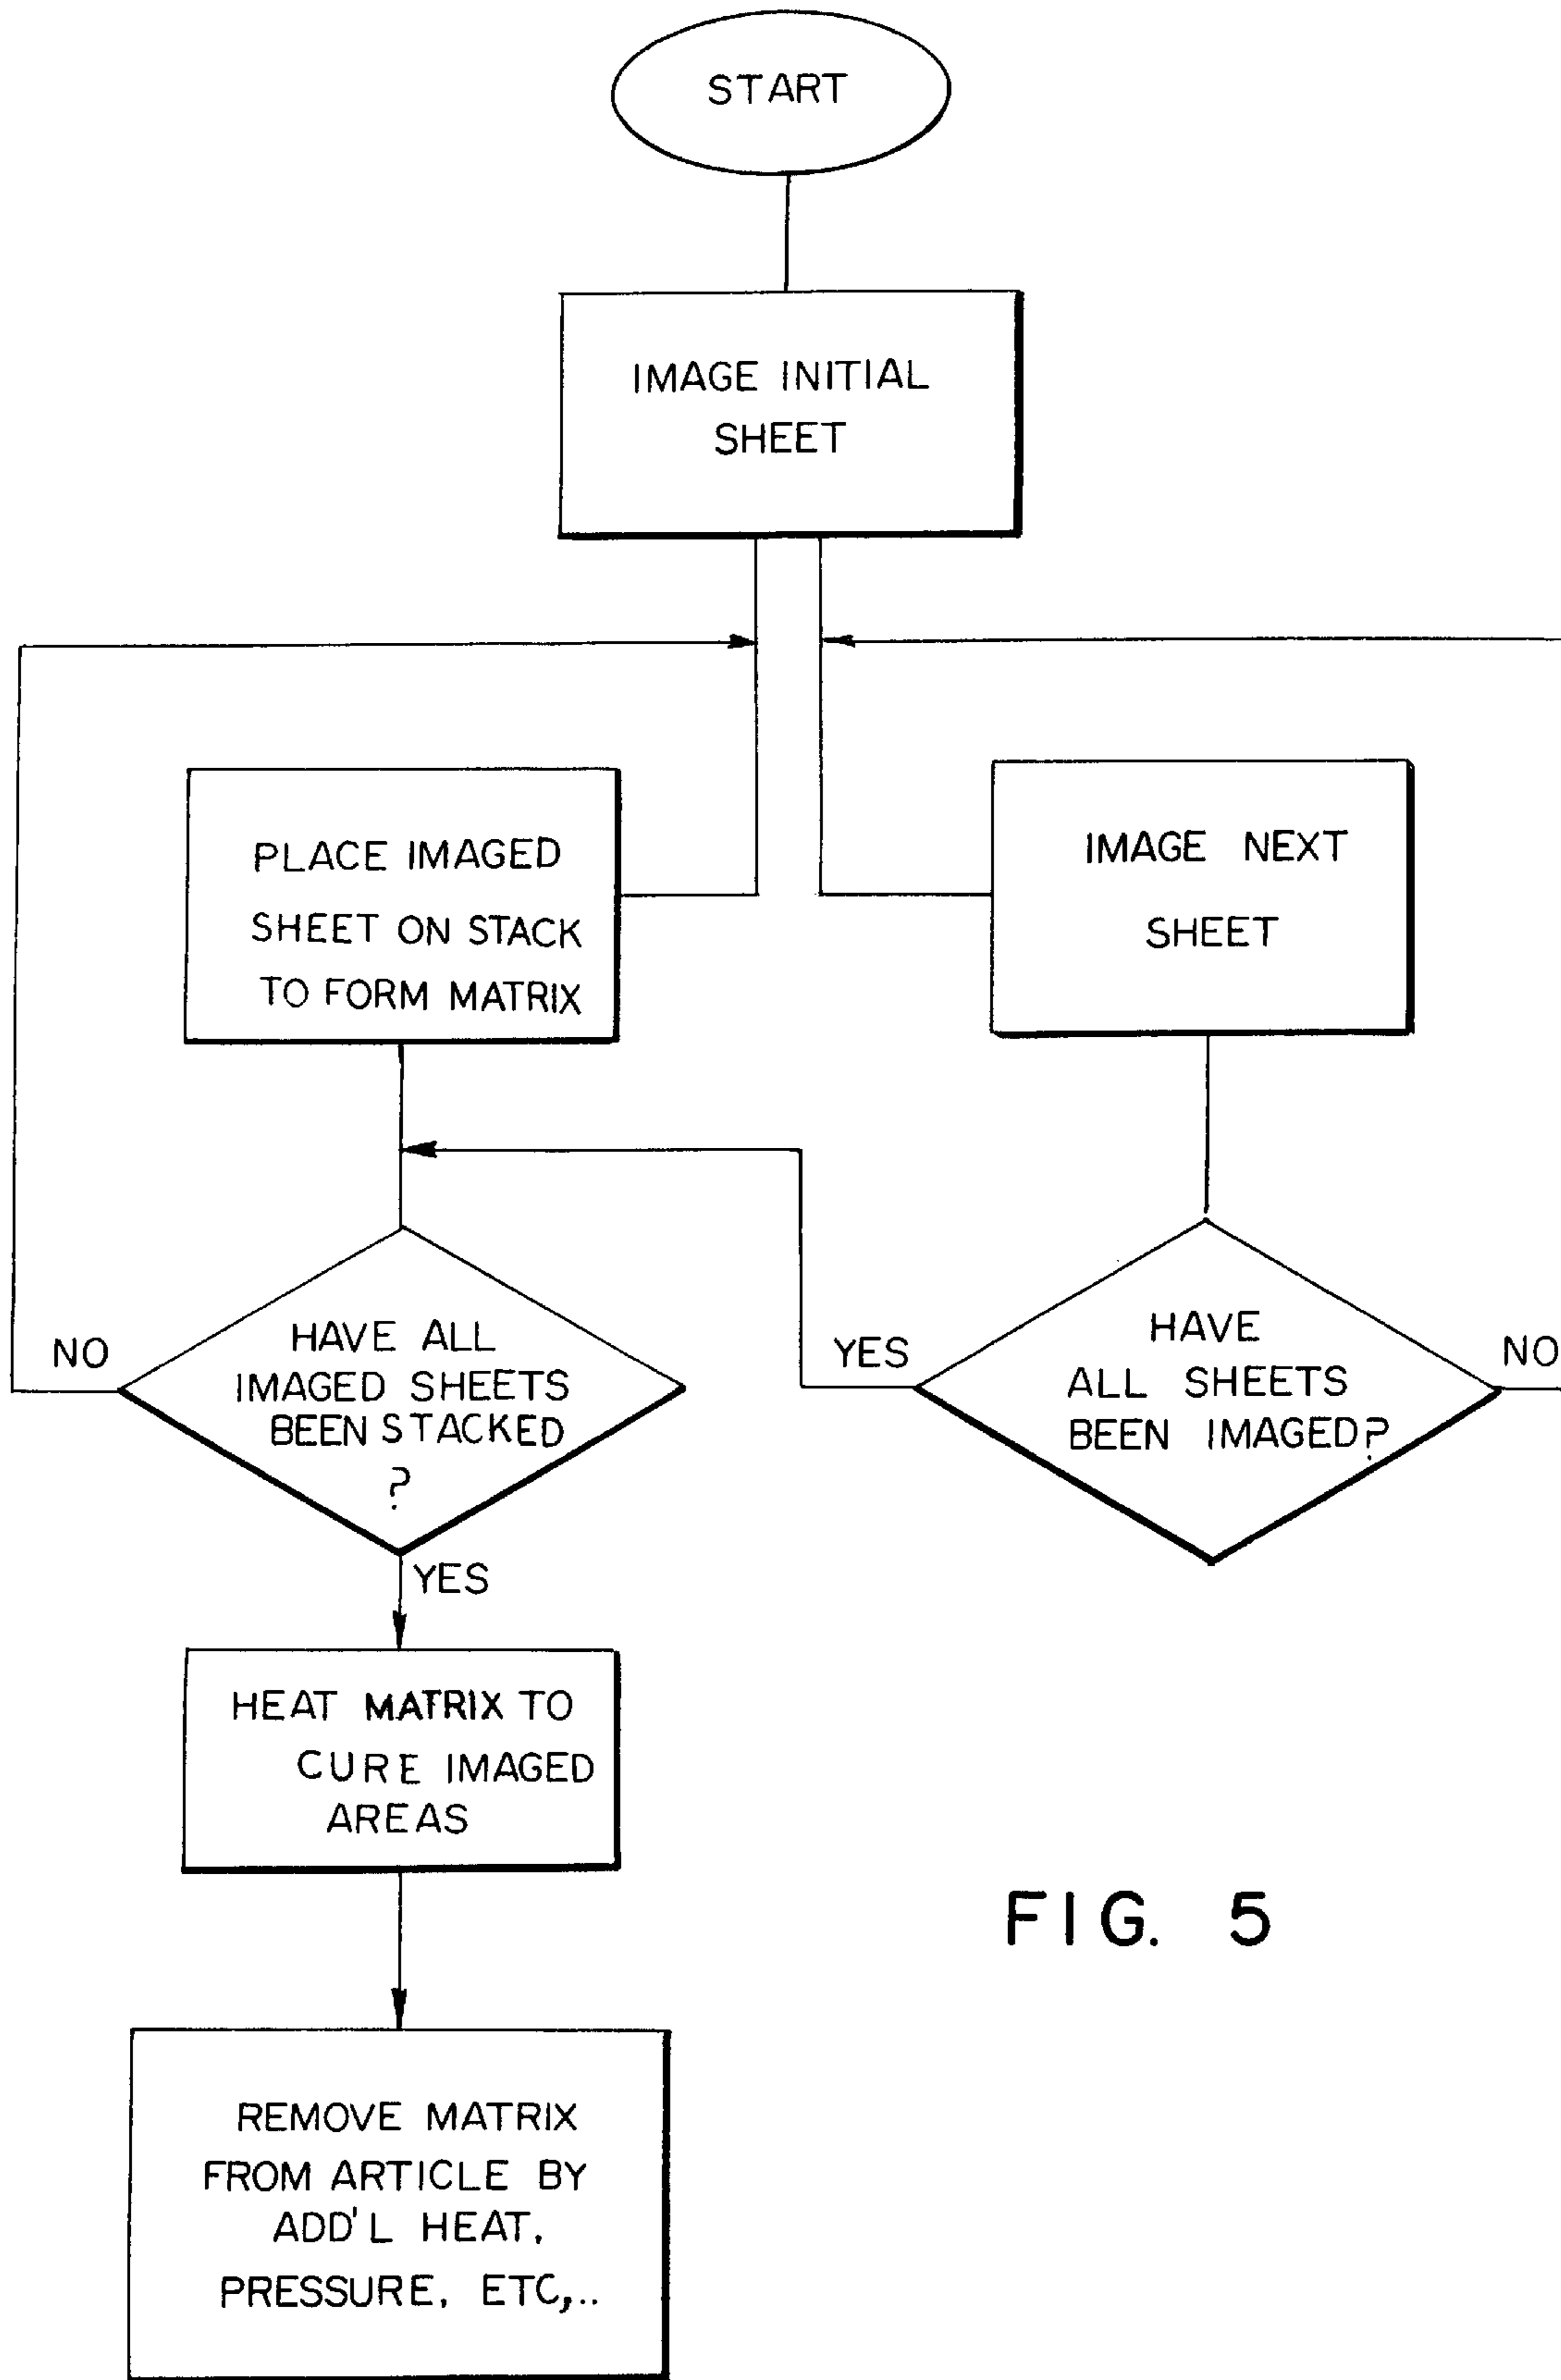 START
IMAGE INITIAL
SHEET
PLACE IMAGED
SHEET ON STACK
TO FORM MATRIX
IMAGE NEXT
SHEET
HAVE ALL
IMAGED SHEETS
BEEN STACKED
?
NO
YES
HAVE
ALL SHEETS
BEEN IMAGED?
NO
YES
HEAT MATRIX TO
CURE IMAGED
AREAS
REMOVE MATRIX
FROM ARTICLE BY
ADD'L HEAT,
PRESSURE, ETC,..
FIG. 5